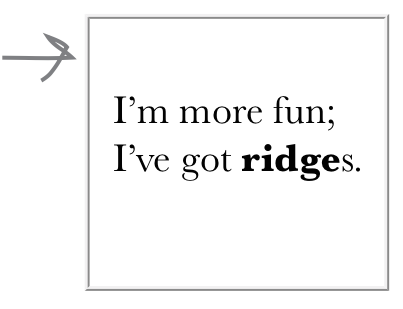 I’m more fun;
I’ve got ridges.